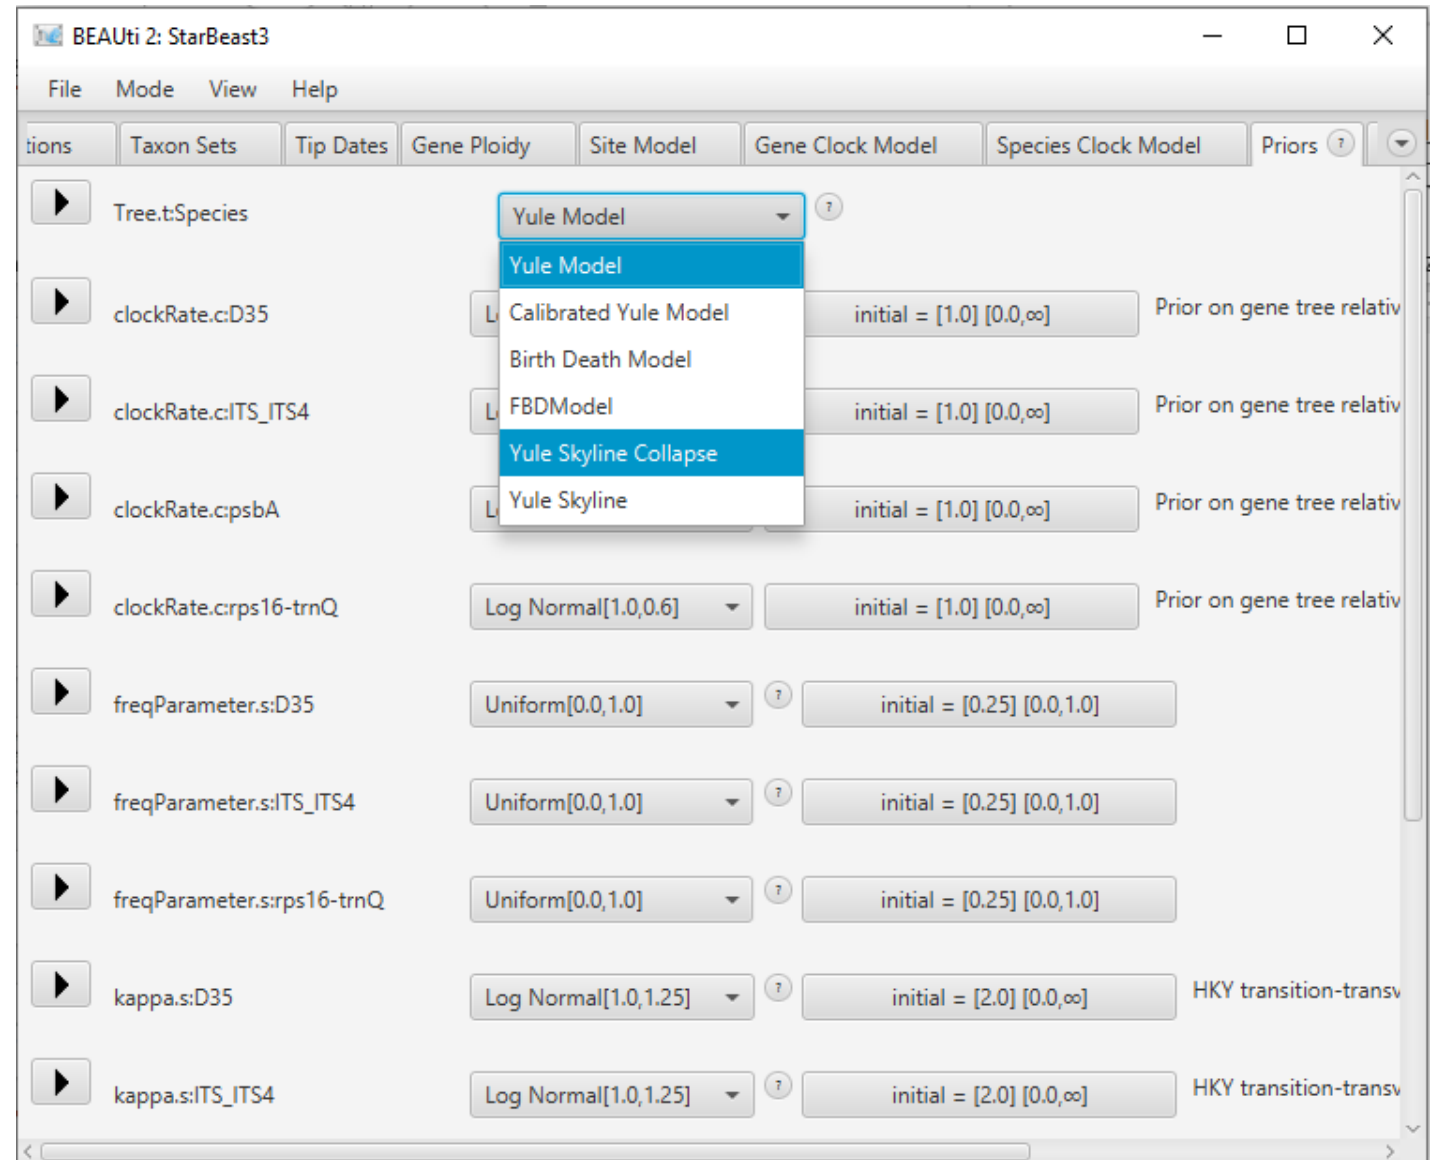 BEAUti 2: StarBeast3
File Mode View Help
tions Taxon Sets Tip Dates Gene Ploidy Site Model Gene Clock Model Species Clock Model Priors ?
Tree.t:Species Yule Model ?
Yule Model
clockRate.c:D35 L Calibrated Yule Model initial = [1.0] [0.0,∞] Prior on gene tree relativ
Birth Death Model
clockRate.c:ITS_ITS4 L FBDModel initial = [1.0] [0.0,∞] Prior on gene tree relativ
Yule Skyline Collapse
clockRate.c:psbA L Yule Skyline initial = [1.0] [0.0,∞] Prior on gene tree relativ
clockRate.c:rps16-trnQ Log Normal[1.0,0.6] initial = [1.0] [0.0,∞] Prior on gene tree relativ
freqParameter.s:D35 Uniform[0.0,1.0] ? initial = [0.25] [0.0,1.0]
freqParameter.s:ITS_ITS4 Uniform[0.0,1.0] ? initial = [0.25] [0.0,1.0]
freqParameter.s:rps16-trnQ Uniform[0.0,1.0] ? initial = [0.25] [0.0,1.0]
kappa.s:D35 Log Normal[1.0,1.25] ? initial = [2.0] [0.0,∞] HKY transition-transv
kappa.s:ITS_ITS4 Log Normal[1.0,1.25] ? initial = [2.0] [0.0,∞] HKY transition-transv